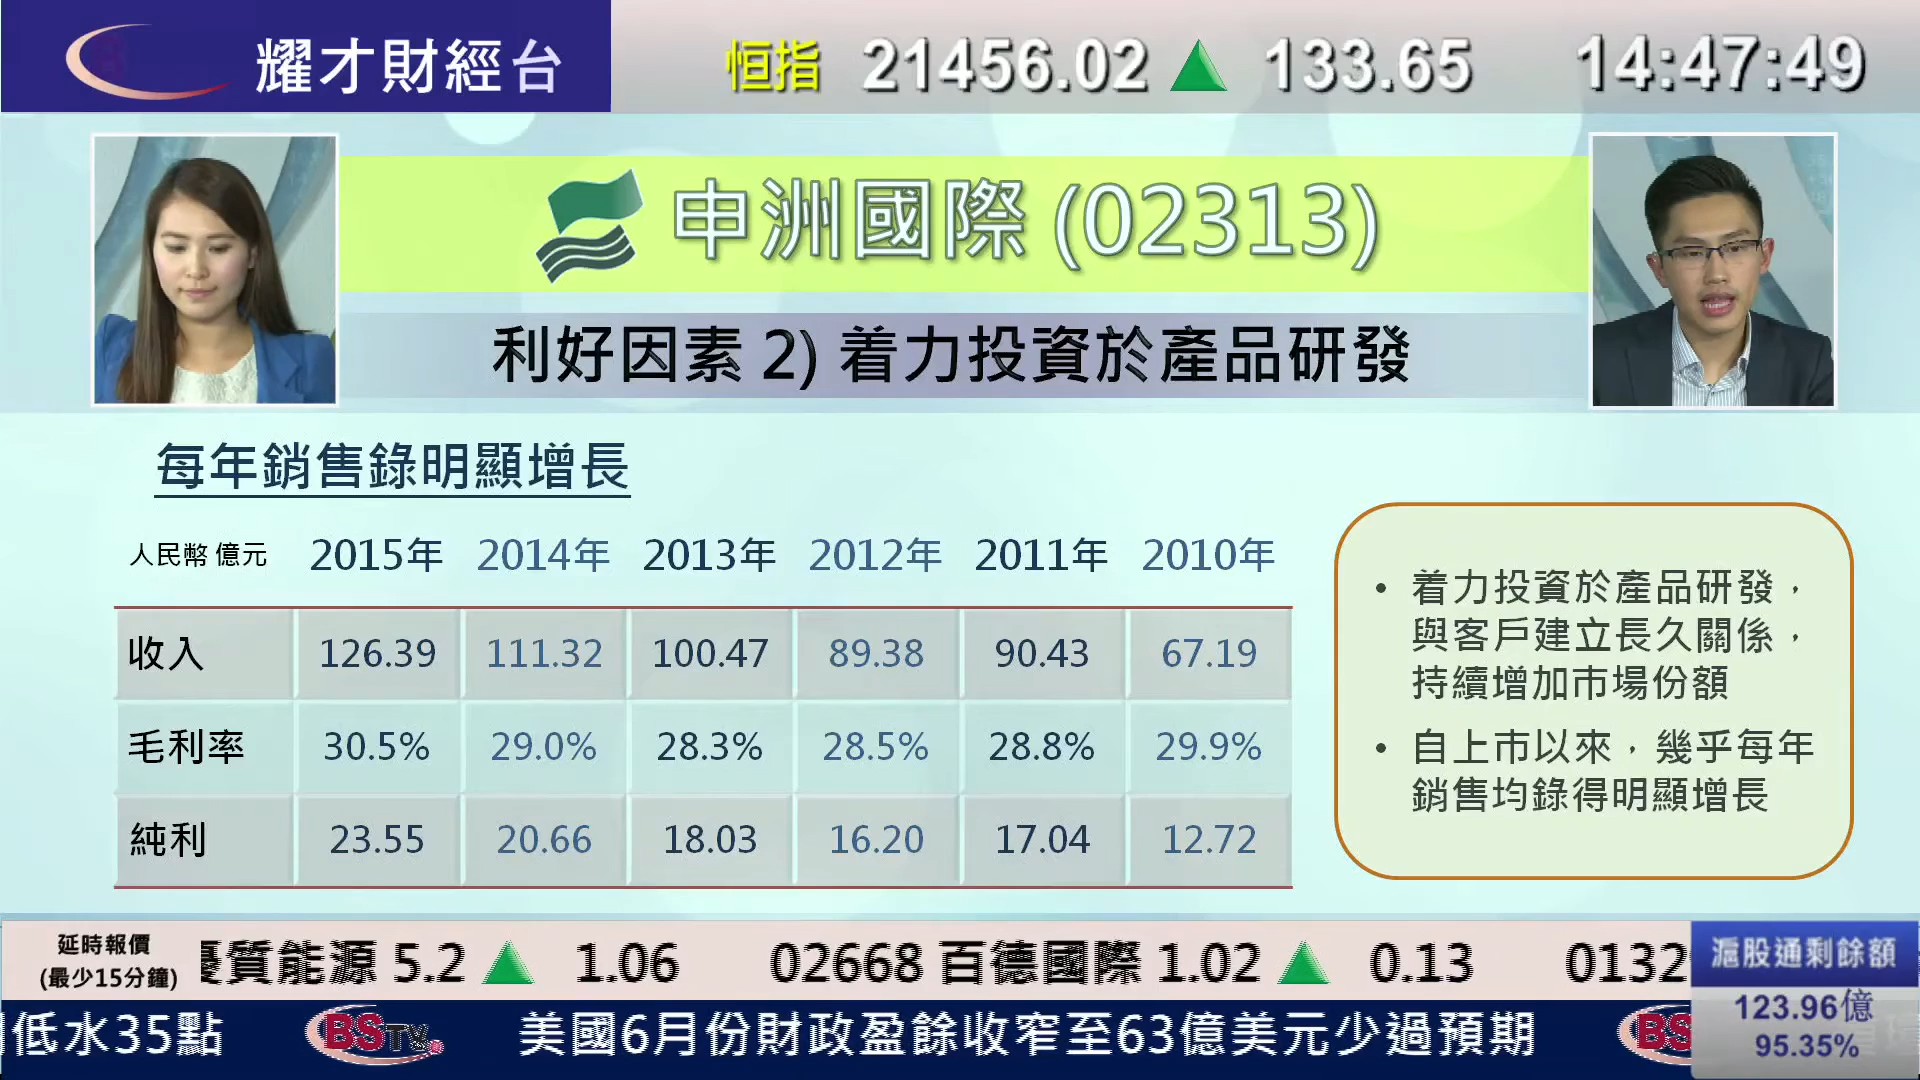 耀才財經台
恒指 21456.02 133.65 14:47:49
申洲國際 (02313)
利好因素 2) 着力投資於產品研發
每年銷售錄明顯增長
人民幣 億元 2015年 2014年 2013年 2012年 2011年 2010年
收入 126.39 111.32 100.47 89.38 90.43 67.19
毛利率 30.5% 29.0% 28.3% 28.5% 28.8% 29.9%
純利 23.55 20.66 18.03 16.20 17.04 12.72
• 着力投資於產品研發，
與客戶建立長久關係，
持續增加市場份額
• 自上市以來，幾乎每年
銷售均錄得明顯增長
延時報價
(最少15分鐘)
優質能源 5.2 1.06 02668 百德國際 1.02 0.13 0132
滬股通剩餘額
123.96億
95.35%
低水35點 BSTV 美國6月份財政盈餘收窄至63億美元少過預期 BS